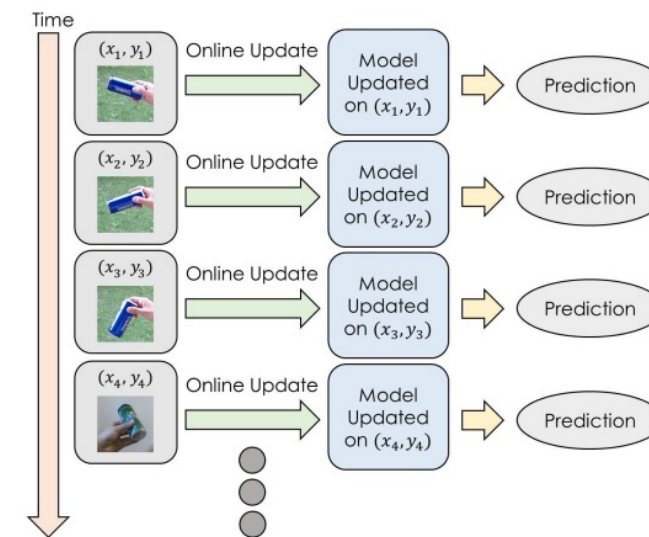 Time
(x₁, y₁)
Online Update
Model
Updated
on (x₁, y₁)
Prediction
(x₂, y₂)
Online Update
Model
Updated
on (x₂, y₂)
Prediction
(x₃, y₃)
Online Update
Model
Updated
on (x₃, y₃)
Prediction
(x₄, y₄)
Online Update
Model
Updated
on (x₄, y₄)
Prediction